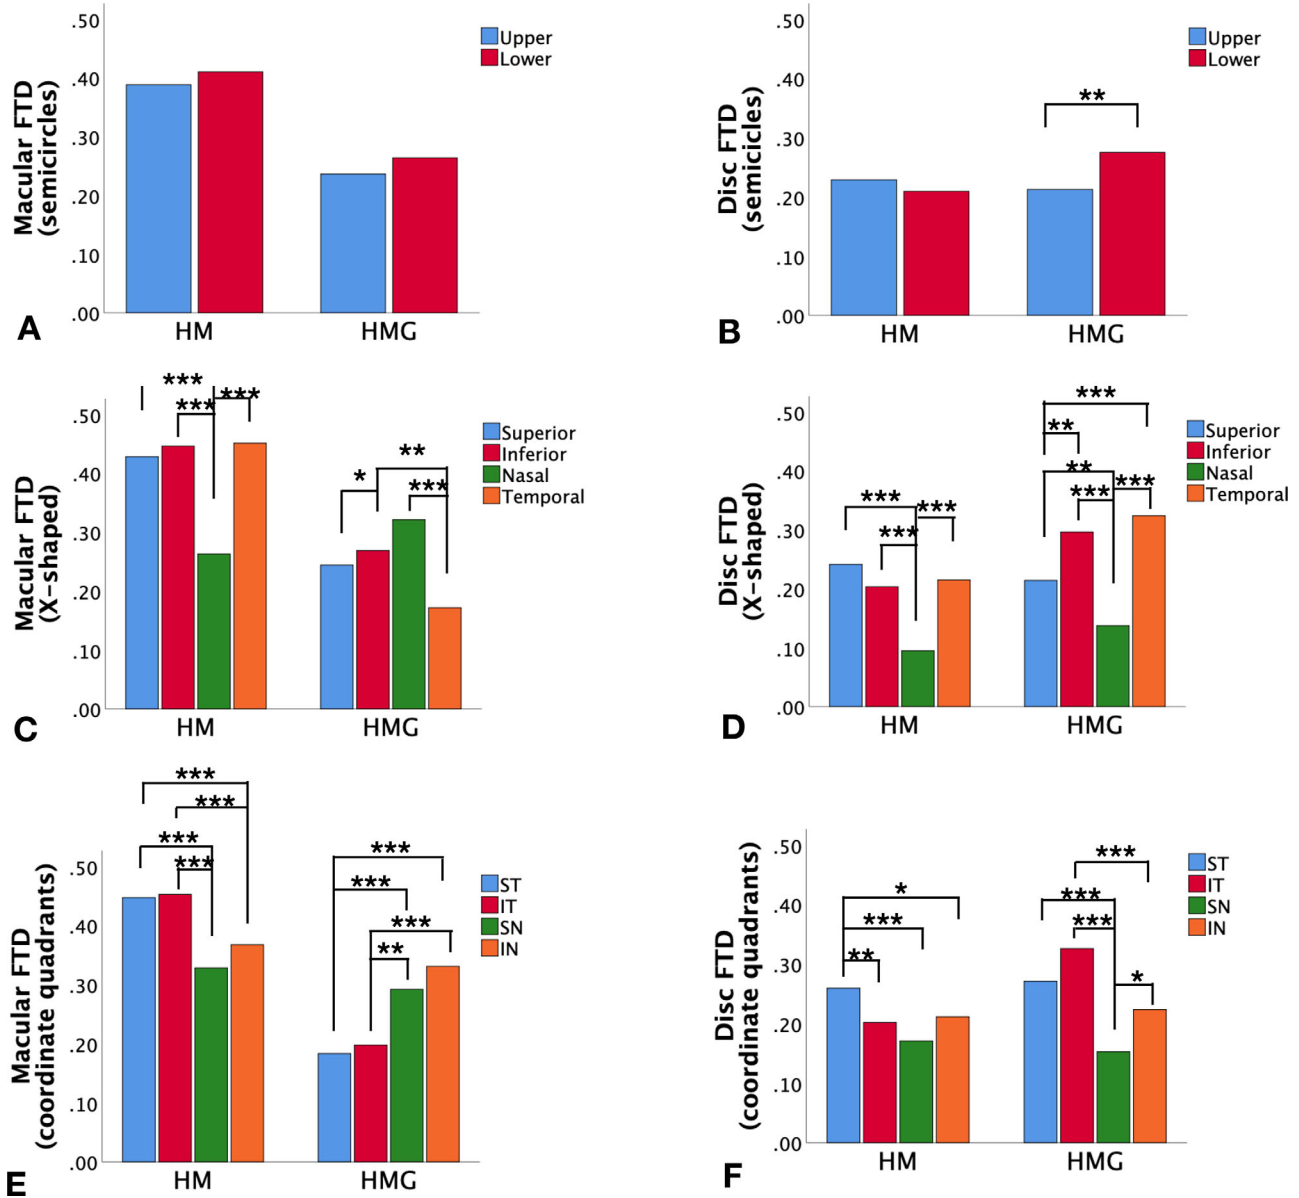 Macular FTD
(semicircles)
.50
.40
.30
.20
.10
.00
HM
HMG
Upper
Lower
A
Disc FTD
(semicicles)
.50
.40
.30
.20
.10
.00
**
HM
HMG
Upper
Lower
B
Macular FTD
(X-shaped)
.50
.40
.30
.20
.10
.00
***
***
***
*
**
***
HM
HMG
Superior
Inferior
Nasal
Temporal
C
Disc FTD
(X-shaped)
.50
.40
.30
.20
.10
.00
***
***
***
***
**
**
***
***
HM
HMG
Superior
Inferior
Nasal
Temporal
D
Macular FTD
(coordinate quadrants)
.50
.40
.30
.20
.10
.00
***
***
***
***
***
***
***
**
HM
HMG
ST
IT
SN
IN
E
Disc FTD
(coordinate quadrants)
.50
.40
.30
.20
.10
.00
*
***
**
***
***
***
*
HM
HMG
ST
IT
SN
IN
F